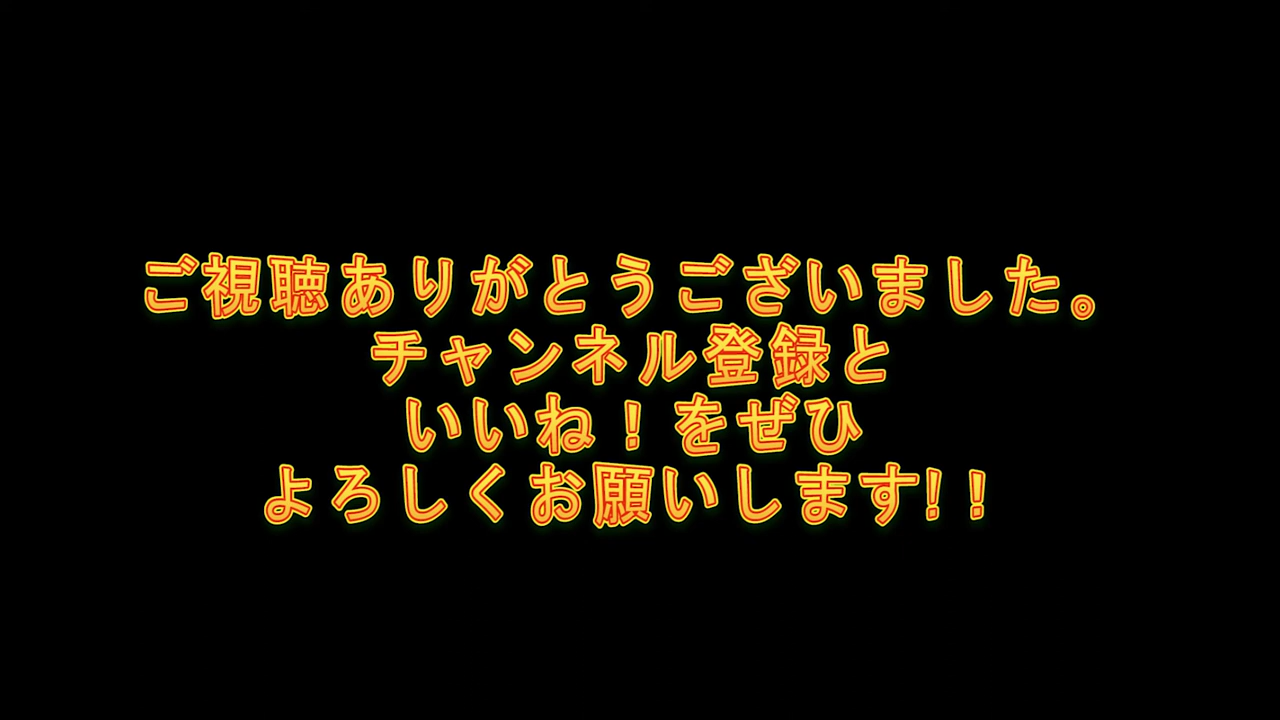 ご視聴ありがとうございました。
チャンネル登録と
いいね！をぜひ
よろしくお願いします!!